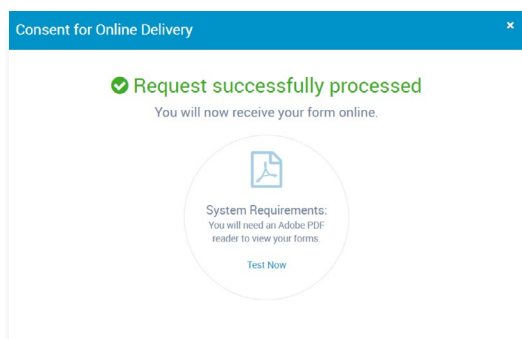 Consent for Online Delivery ×
Request successfully processed
You will now receive your form online.
System Requirements:
You will need an Adobe PDF
reader to view your forms.
Test Now